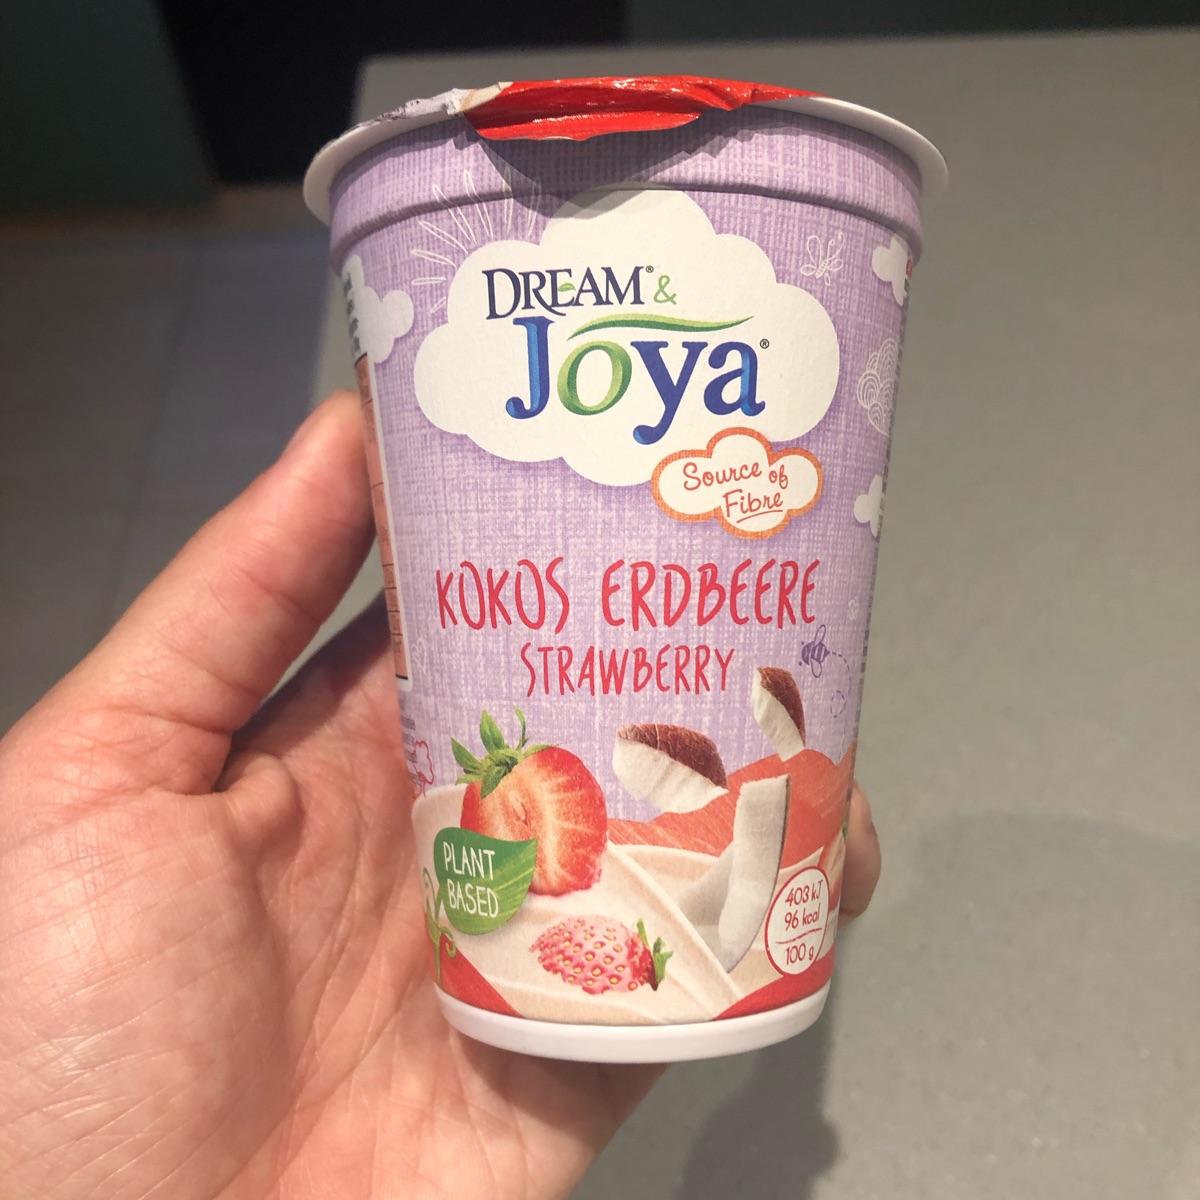 DREAM® &
Joya®
Source of
Fibre
KOKOS ERDBEERE
STRAWBERRY
PLANT
BASED
403 kJ
96 kcal
100 g